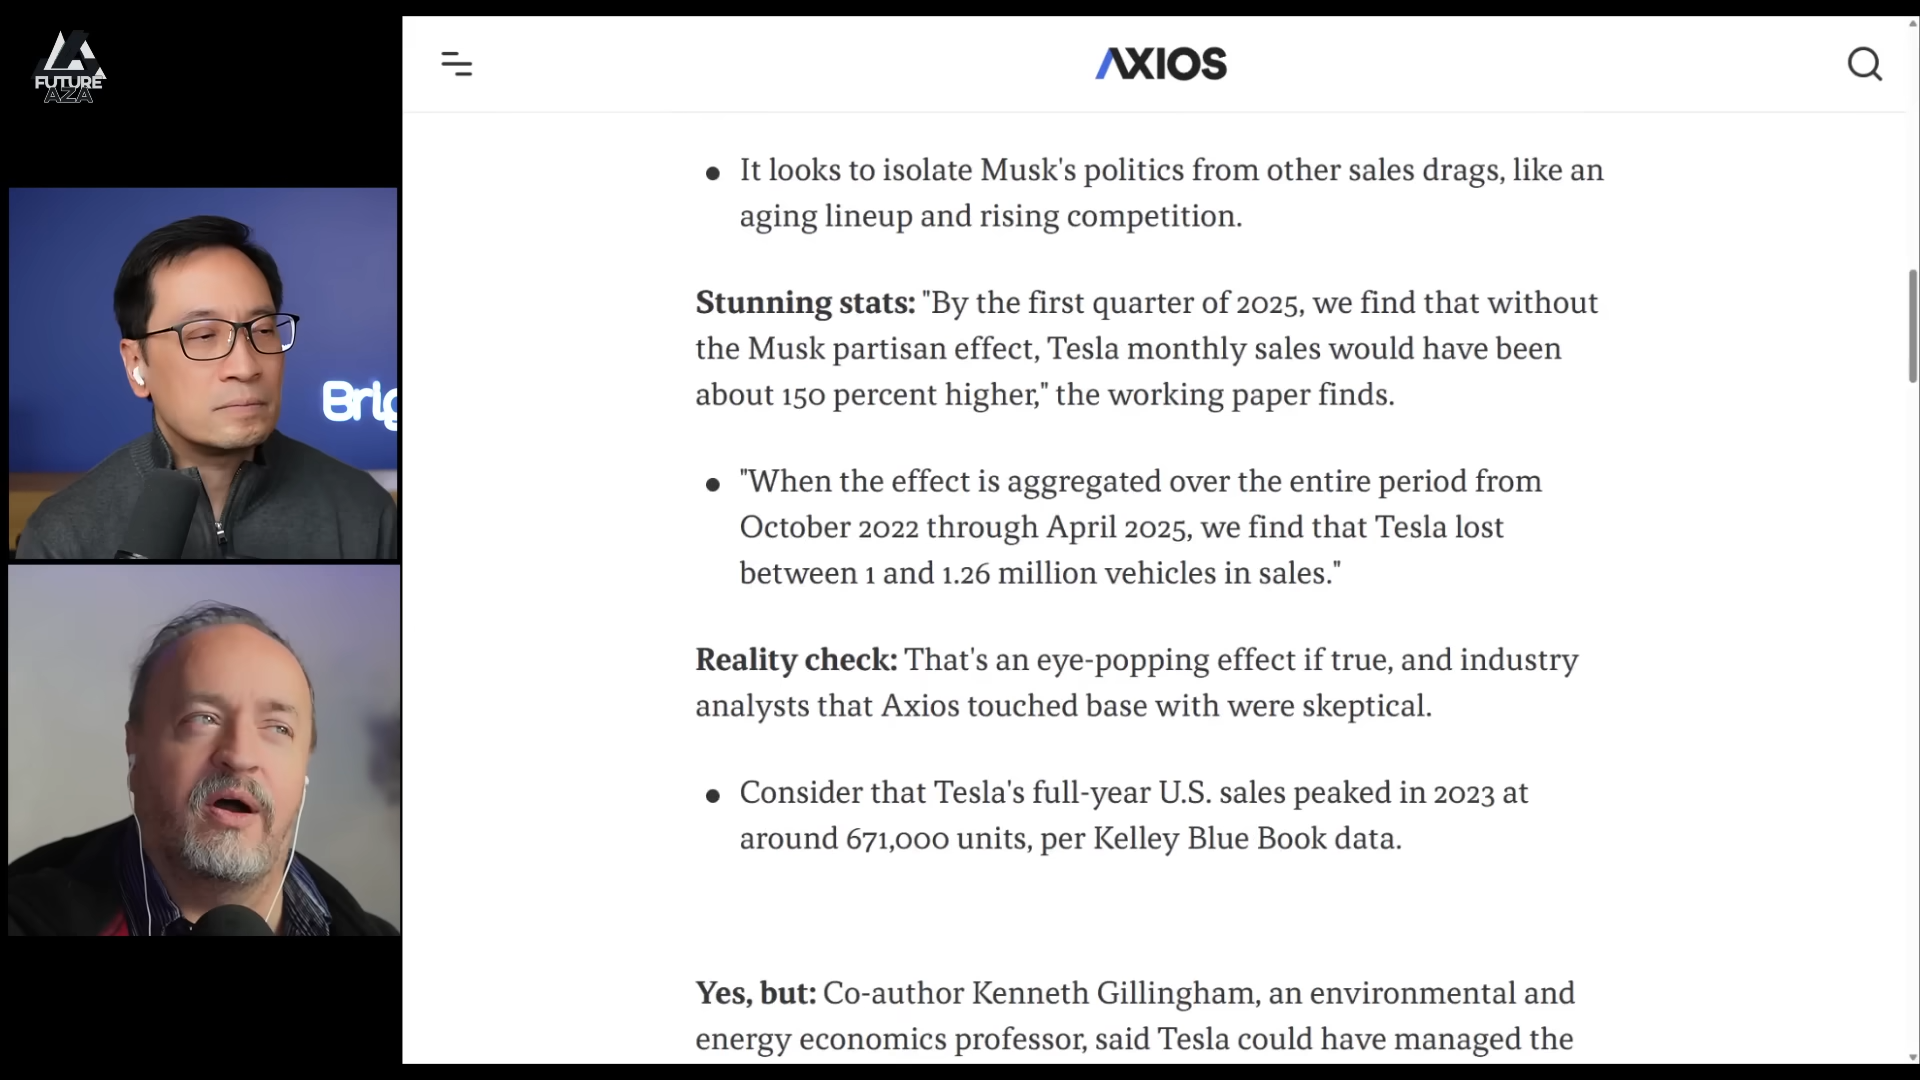 FUTURE
AZA
AXIOS
Brig
It looks to isolate Musk's politics from other sales drags, like an
aging lineup and rising competition.
Stunning stats: "By the first quarter of 2025, we find that without
the Musk partisan effect, Tesla monthly sales would have been
about 150 percent higher," the working paper finds.
"When the effect is aggregated over the entire period from
October 2022 through April 2025, we find that Tesla lost
between 1 and 1.26 million vehicles in sales."
Reality check: That's an eye-popping effect if true, and industry
analysts that Axios touched base with were skeptical.
Consider that Tesla's full-year U.S. sales peaked in 2023 at
around 671,000 units, per Kelley Blue Book data.
Yes, but: Co-author Kenneth Gillingham, an environmental and
energy economics professor, said Tesla could have managed the